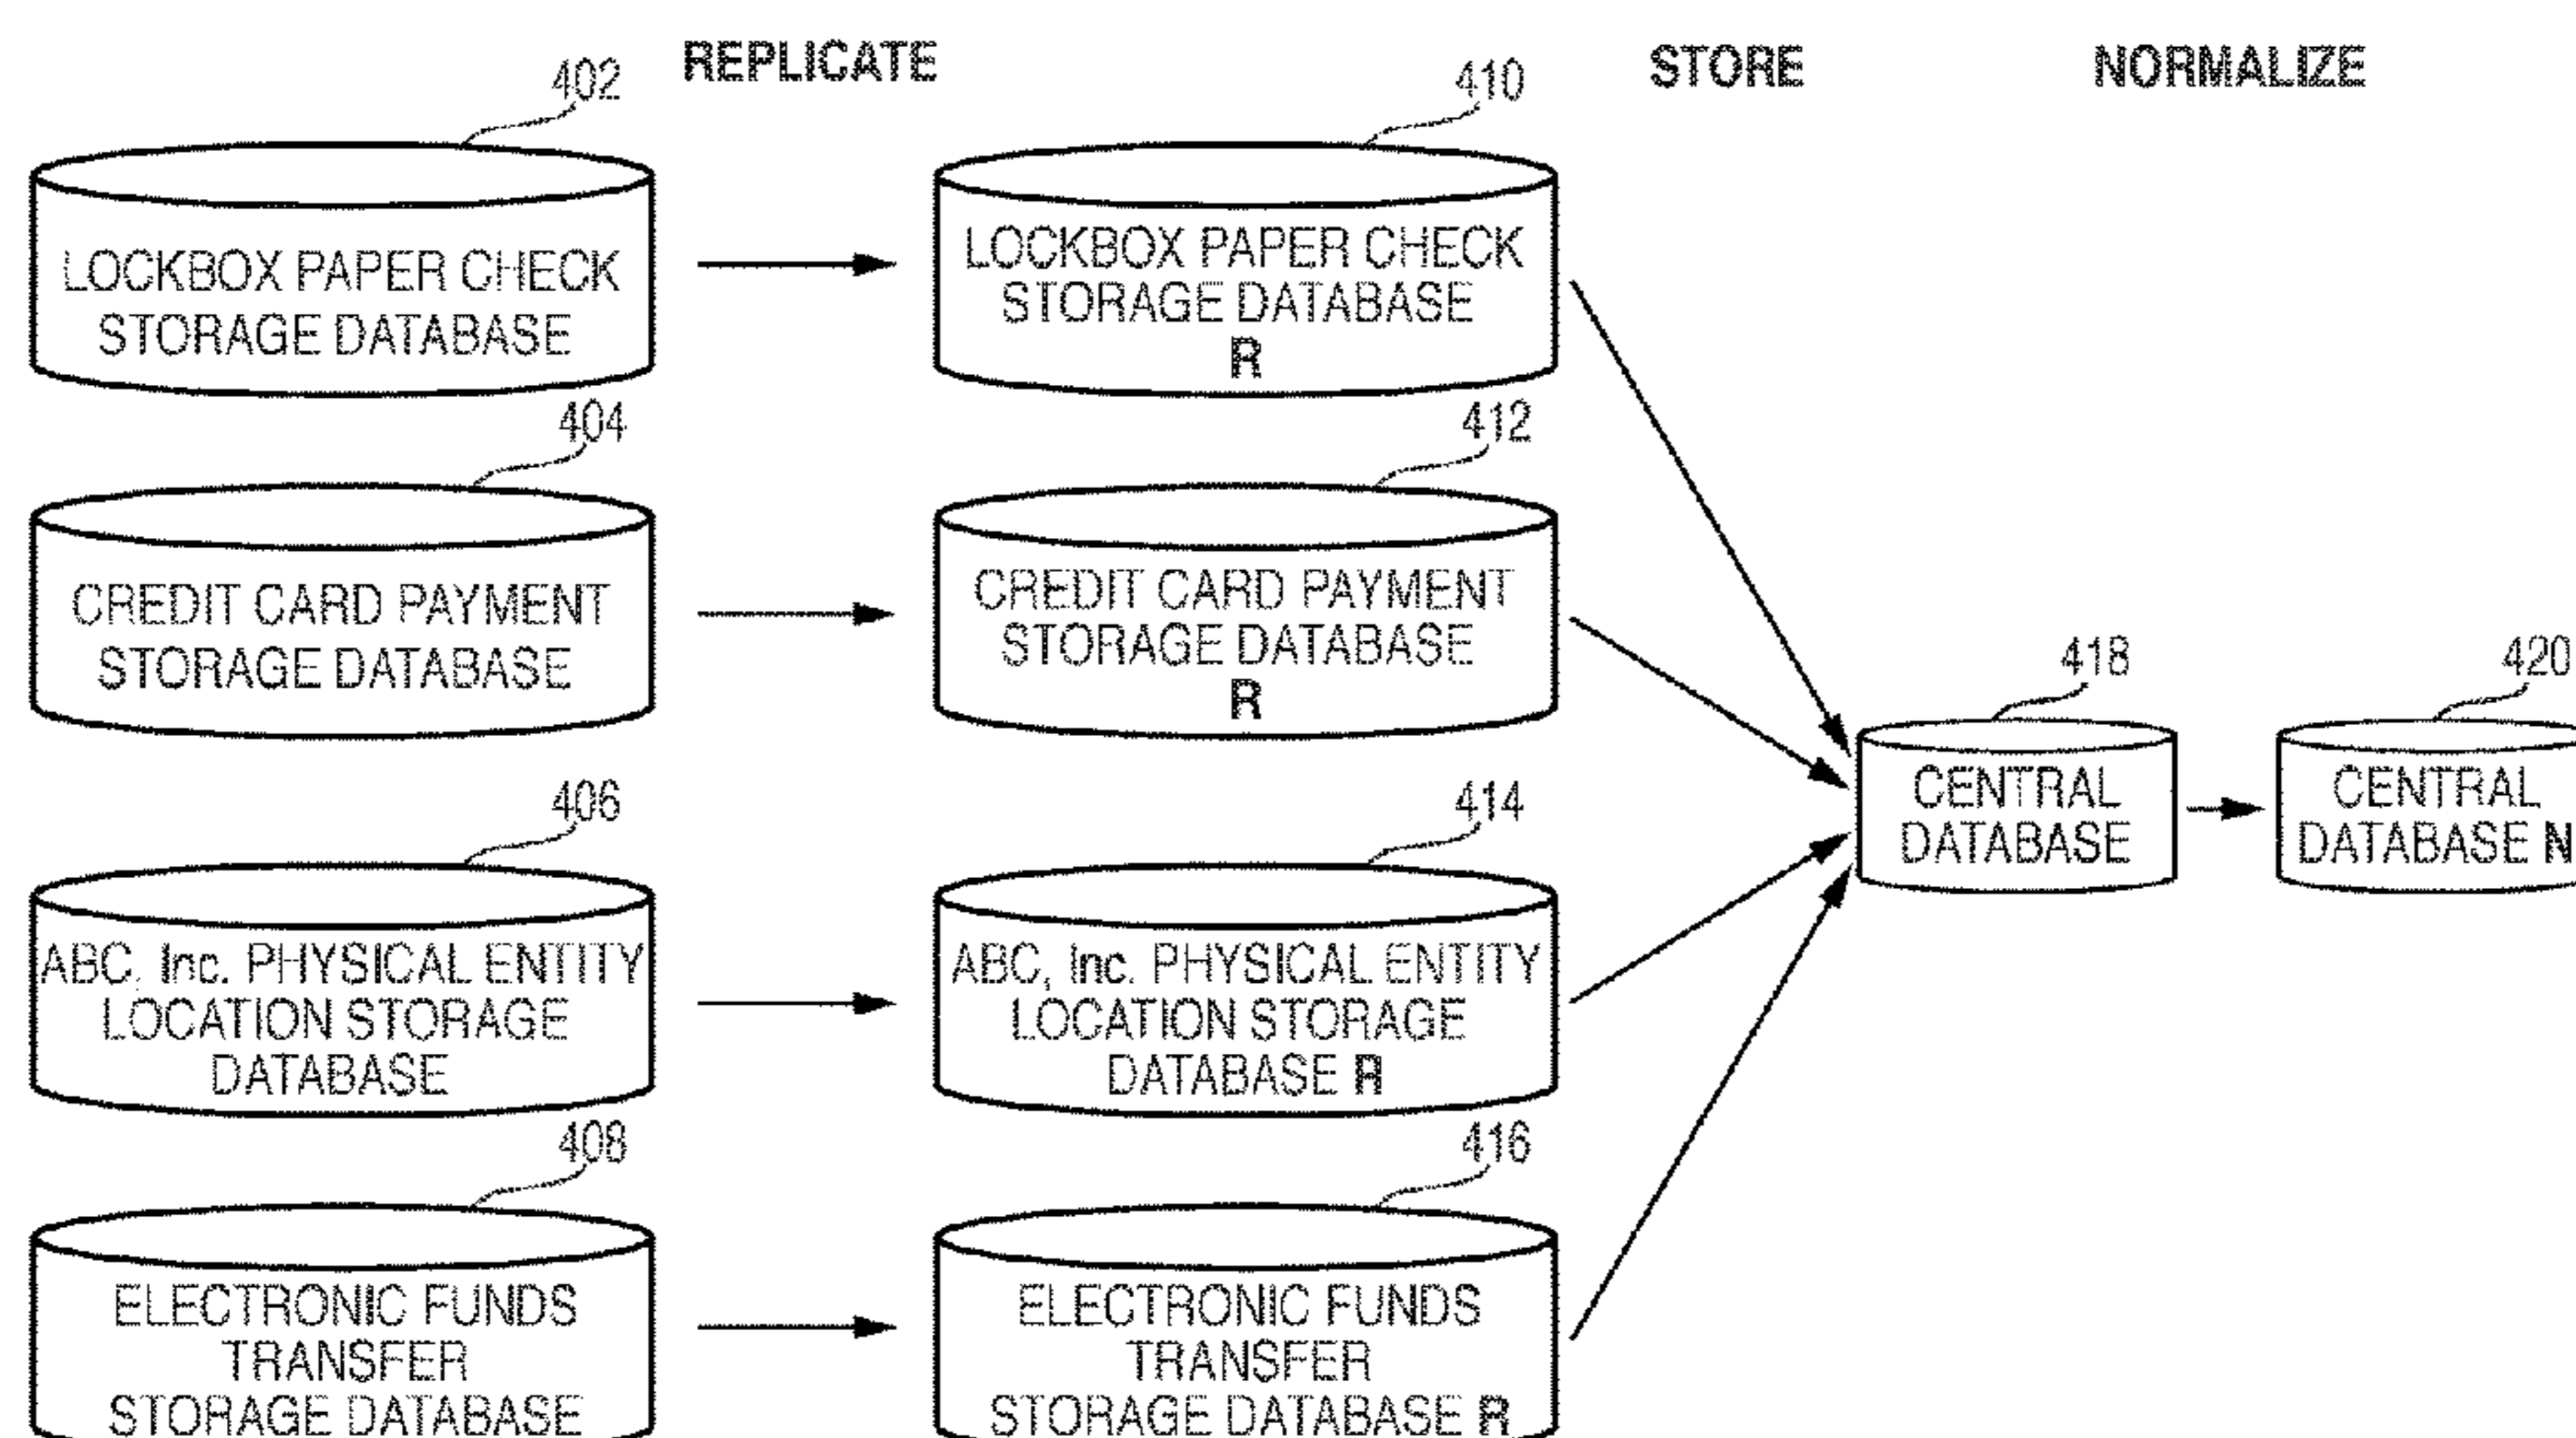 REPLICATE
STORE
NORMALIZE
402
410
LOCKBOX PAPER CHECK
STORAGE DATABASE
LOCKBOX PAPER CHECK
STORAGE DATABASE
R
404
412
CREDIT CARD PAYMENT
STORAGE DATABASE
CREDIT CARD PAYMENT
STORAGE DATABASE
R
418
420
CENTRAL
DATABASE
CENTRAL
DATABASE N
406
414
ABC, Inc. PHYSICAL ENTITY
LOCATION STORAGE
DATABASE
ABC, Inc. PHYSICAL ENTITY
LOCATION STORAGE
DATABASE R
408
416
ELECTRONIC FUNDS
TRANSFER
STORAGE DATABASE
ELECTRONIC FUNDS
TRANSFER
STORAGE DATABASE R